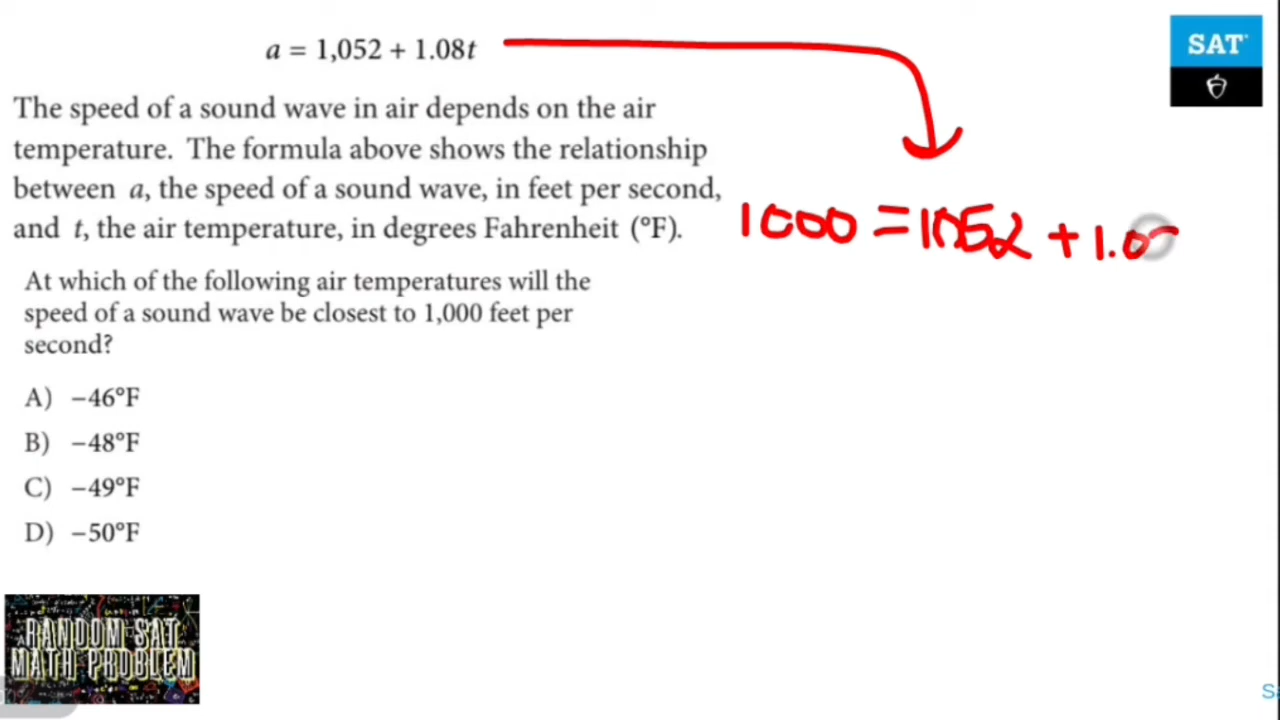 a = 1,052 + 1.08t
SAT
The speed of a sound wave in air depends on the air
temperature. The formula above shows the relationship
between a, the speed of a sound wave, in feet per second,
and t, the air temperature, in degrees Fahrenheit (°F).
1000 = 1052 + 1.0
At which of the following air temperatures will the
speed of a sound wave be closest to 1,000 feet per
second?
A) −46°F
B) −48°F
C) −49°F
D) −50°F
RANDOM SAT
MATH PROBLEM